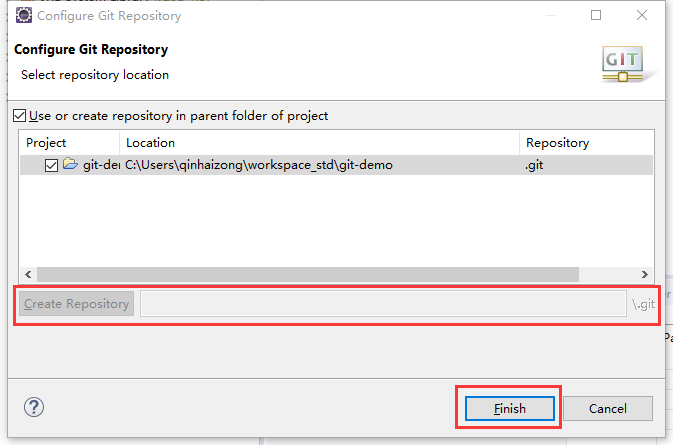 Configure Git Repository
Configure Git Repository
Select repository location
GIT
Use or create repository in parent folder of project
Project Location Repository
git-der C:\Users\qinhaizong\workspace_std\git-demo .git
Create Repository \.git
Finish Cancel